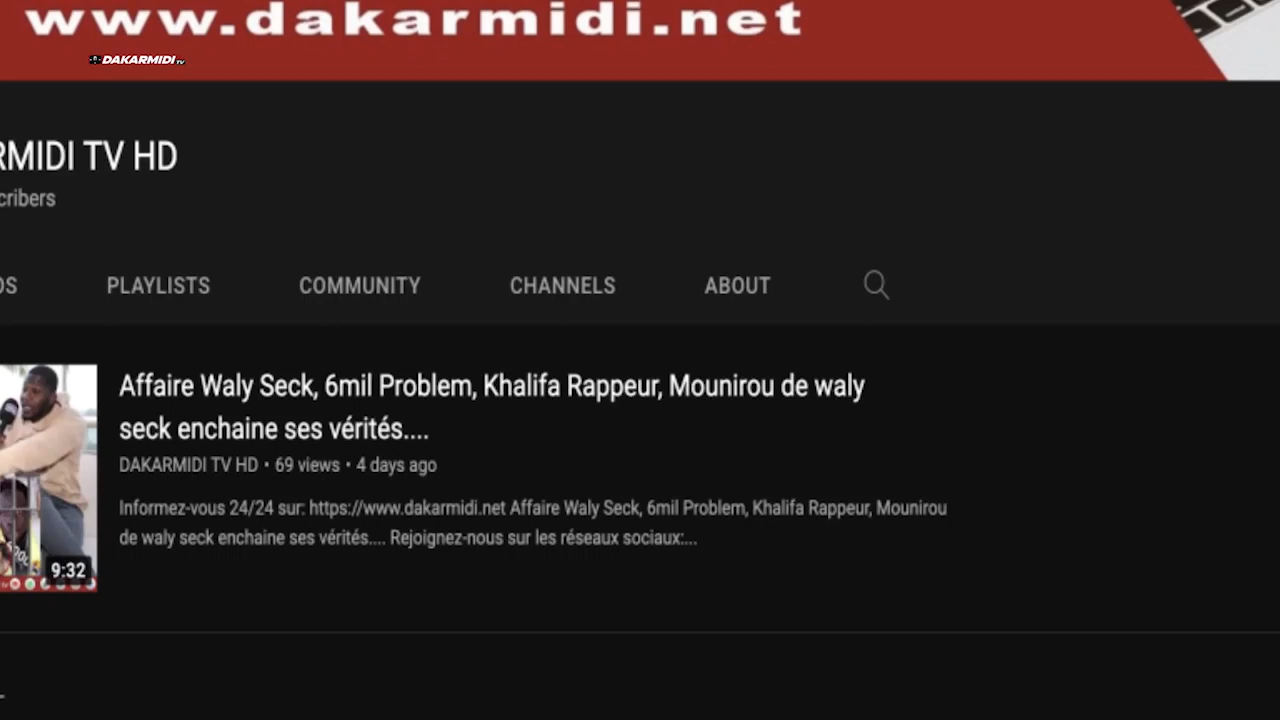 www.dakarmidi.net
DAKARMIDI TV
RMIDI TV HD
cribers
OS PLAYLISTS COMMUNITY CHANNELS ABOUT
Affaire Waly Seck, 6mil Problem, Khalifa Rappeur, Mounirou de waly
seck enchaine ses vérités....
DAKARMIDI TV HD • 69 views • 4 days ago
Informez-vous 24/24 sur: https://www.dakarmidi.net Affaire Waly Seck, 6mil Problem, Khalifa Rappeur, Mounirou
de waly seck enchaine ses vérités.... Rejoignez-nous sur les réseaux sociaux:...
9:32